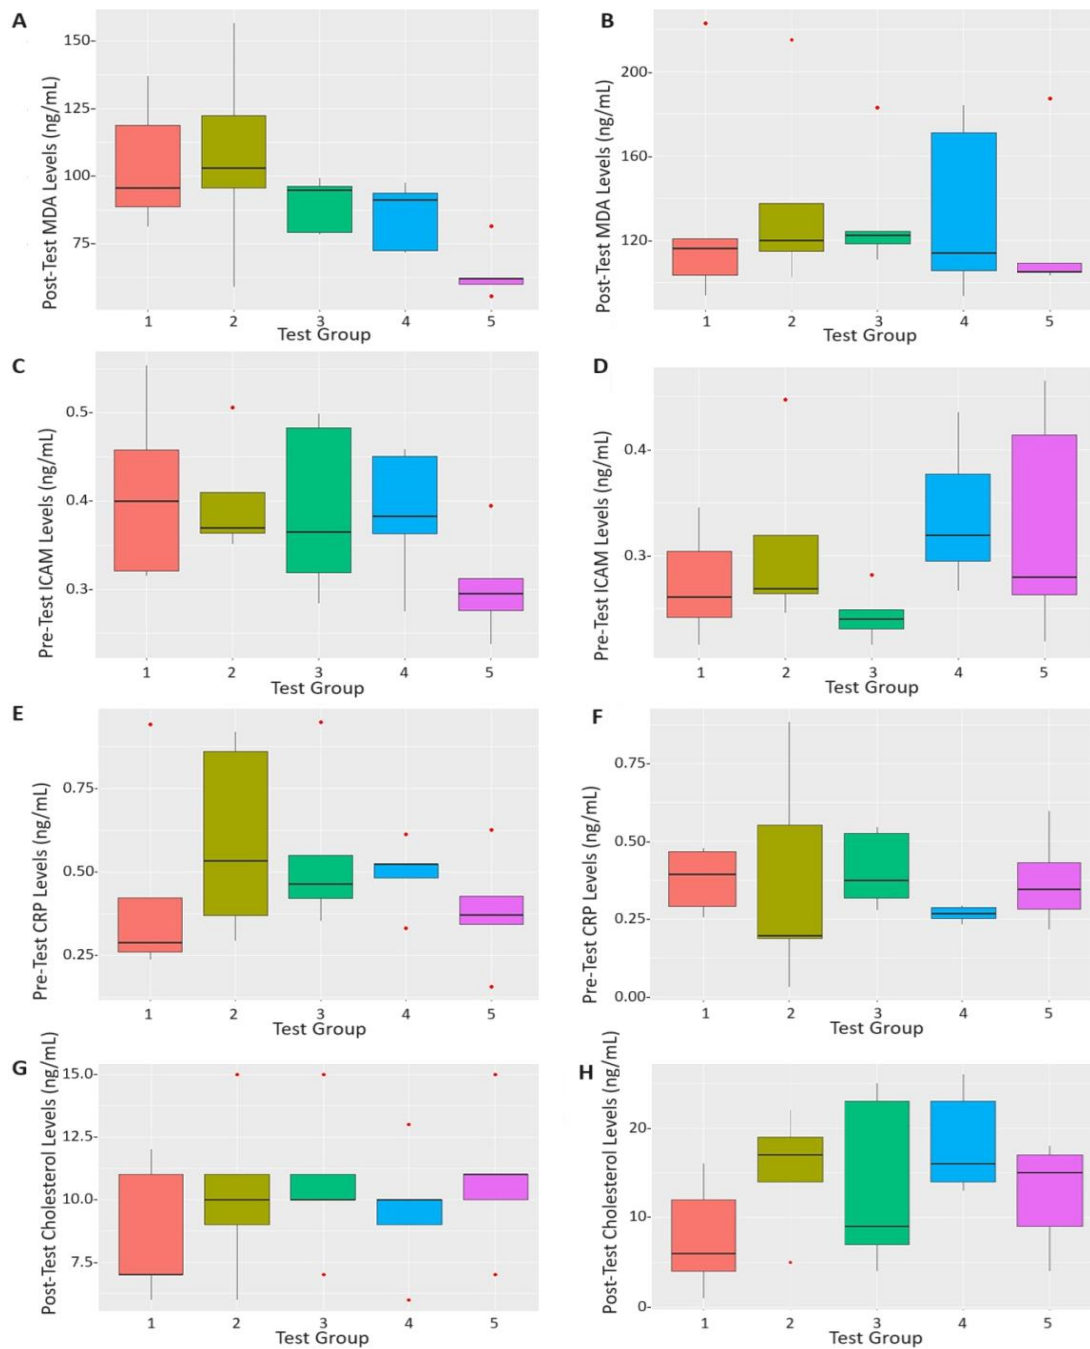 A
Post-Test MDA Levels (ng/mL)
150-
125-
100-
75-
1 2 3 4 5
Test Group
B
Post-Test MDA Levels (ng/mL)
200-
160-
120-
1 2 3 4 5
Test Group
C
Pre-Test ICAM Levels (ng/mL)
0.5-
0.4-
0.3-
1 2 3 4 5
Test Group
D
Pre-Test ICAM Levels (ng/mL)
0.4-
0.3-
1 2 3 4 5
Test Group
E
Pre-Test CRP Levels (ng/mL)
0.75-
0.50-
0.25-
1 2 3 4 5
Test Group
F
Pre-Test CRP Levels (ng/mL)
0.75-
0.50-
0.25-
0.00-
1 2 3 4 5
Test Group
G
Post-Test Cholesterol Levels (ng/mL)
15.0-
12.5-
10.0-
7.5-
1 2 3 4 5
Test Group
H
Post-Test Cholesterol Levels (ng/mL)
20-
10-
0-
1 2 3 4 5
Test Group